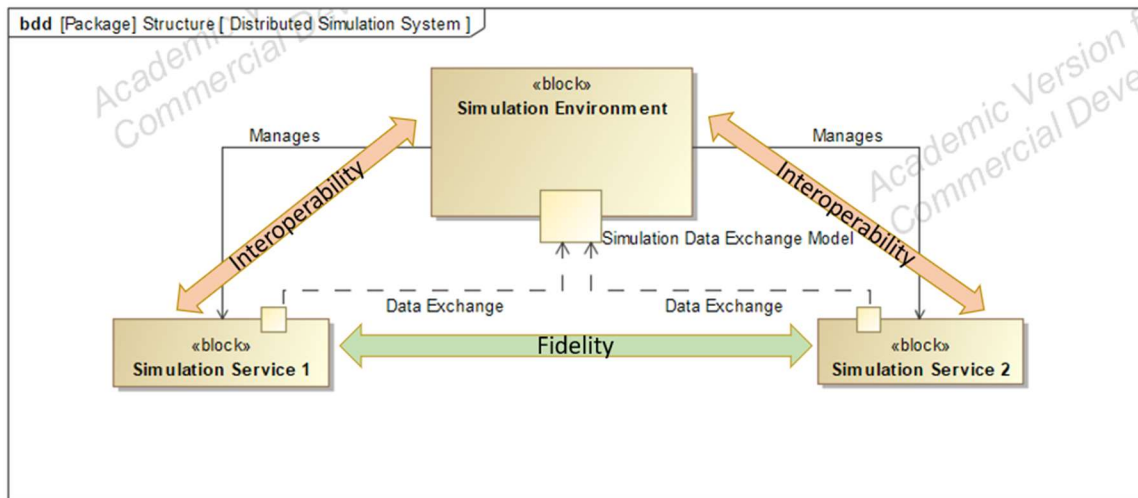 bdd [Package] Structure [ Distributed Simulation System ]
Academic V
Commercial Dev
Academic Version f
Commercial Deve
«block»
Simulation Environment
Manages
Manages
Interoperability
Interoperability
Simulation Data Exchange Model
Data Exchange
Data Exchange
«block»
Simulation Service 1
Fidelity
«block»
Simulation Service 2